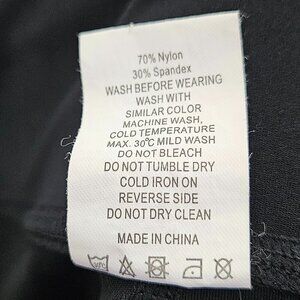 70% Nylon
30% Spandex
WASH BEFORE WEARING
WASH WITH
SIMILAR COLOR
MACHINE WASH,
COLD TEMPERATURE
MAX. 30℃ MILD WASH
DO NOT BLEACH
DO NOT TUMBLE DRY
COLD IRON ON
REVERSE SIDE
DO NOT DRY CLEAN
MADE IN CHINA